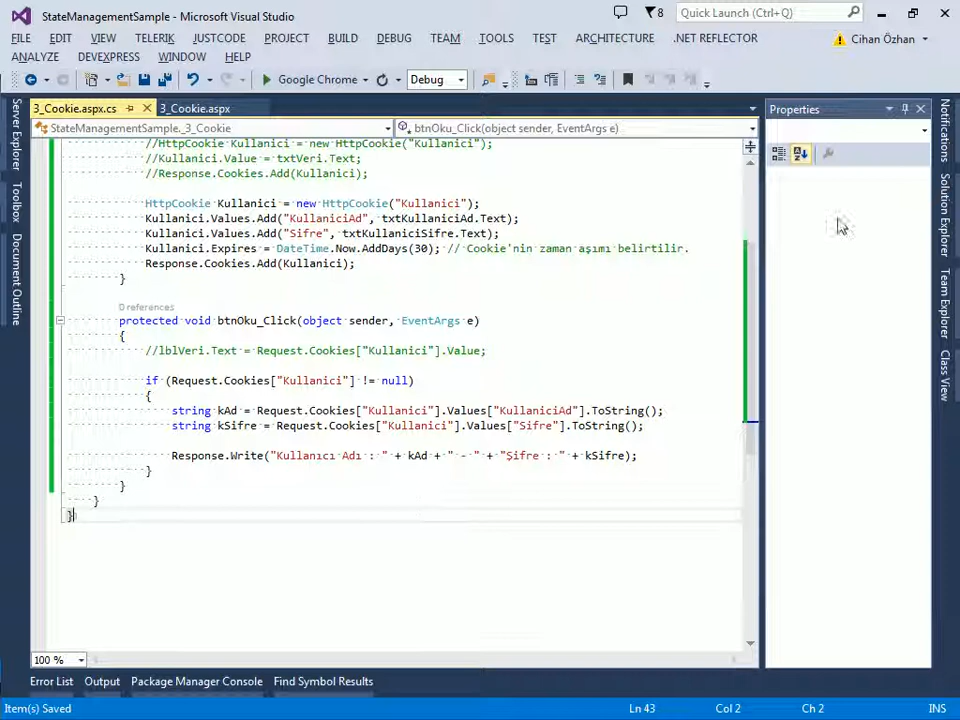 StateManagementSample - Microsoft Visual Studio
8
Quick Launch (Ctrl+Q)
FILE EDIT VIEW TELERIK JUSTCODE PROJECT BUILD DEBUG TEAM TOOLS TEST ARCHITECTURE .NET REFLECTOR
Cihan Özhan
ANALYZE DEVEXPRESS WINDOW HELP
Google Chrome
Debug
3_Cookie.aspx.cs
3_Cookie.aspx
Properties
StateManagementSample._3_Cookie
btnOku_Click(object sender, EventArgs e)
//HttpCookie Kullanici = new HttpCookie("Kullanici");
//Kullanici.Value = txtVeri.Text;
//Response.Cookies.Add(Kullanici);
HttpCookie Kullanici = new HttpCookie("Kullanici");
Kullanici.Values.Add("KullaniciAd", txtKullaniciAd.Text);
Kullanici.Values.Add("Sifre", txtKullaniciSifre.Text);
Kullanici.Expires = DateTime.Now.AddDays(30); // Cookie'nin zaman aşımı belirtilir.
Response.Cookies.Add(Kullanici);
}
0 references
protected void btnOku_Click(object sender, EventArgs e)
{
//lblVeri.Text = Request.Cookies["Kullanici"].Value;
if (Request.Cookies["Kullanici"] != null)
{
string kAd = Request.Cookies["Kullanici"].Values["KullaniciAd"].ToString();
string kSifre = Request.Cookies["Kullanici"].Values["Sifre"].ToString();
Response.Write("Kullanıcı Adı : " + kAd + " - " + "Şifre : " + kSifre);
}
}
}
}
Server Explorer
Toolbox
Document Outline
Notifications
Solution Explorer
Team Explorer
Class View
100 %
Error List Output Package Manager Console Find Symbol Results
Item(s) Saved
Ln 43 Col 2 Ch 2 INS